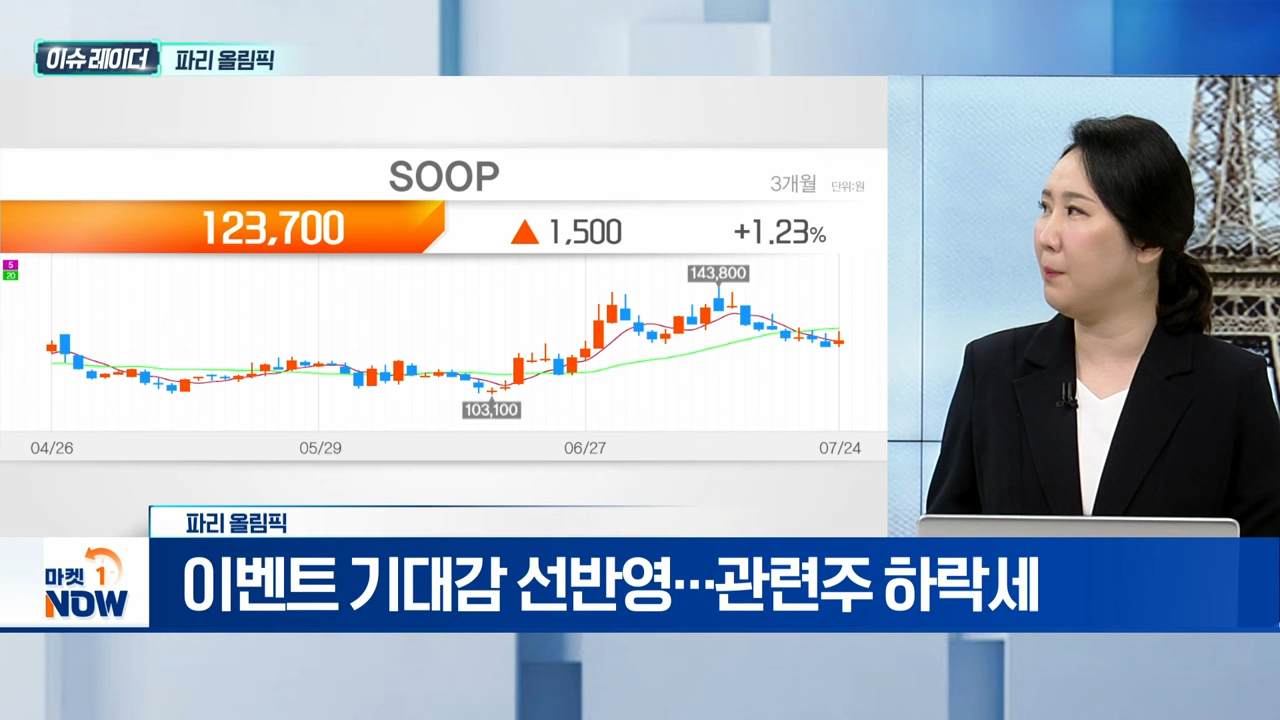 이슈 레이더 파리 올림픽
SOOP
3개월 단위:원
123,700 ▲ 1,500 +1.23%
5
20
143,800
103,100
04/26 05/29 06/27 07/24
파리 올림픽
마켓 1
NOW
이벤트 기대감 선반영…관련주 하락세